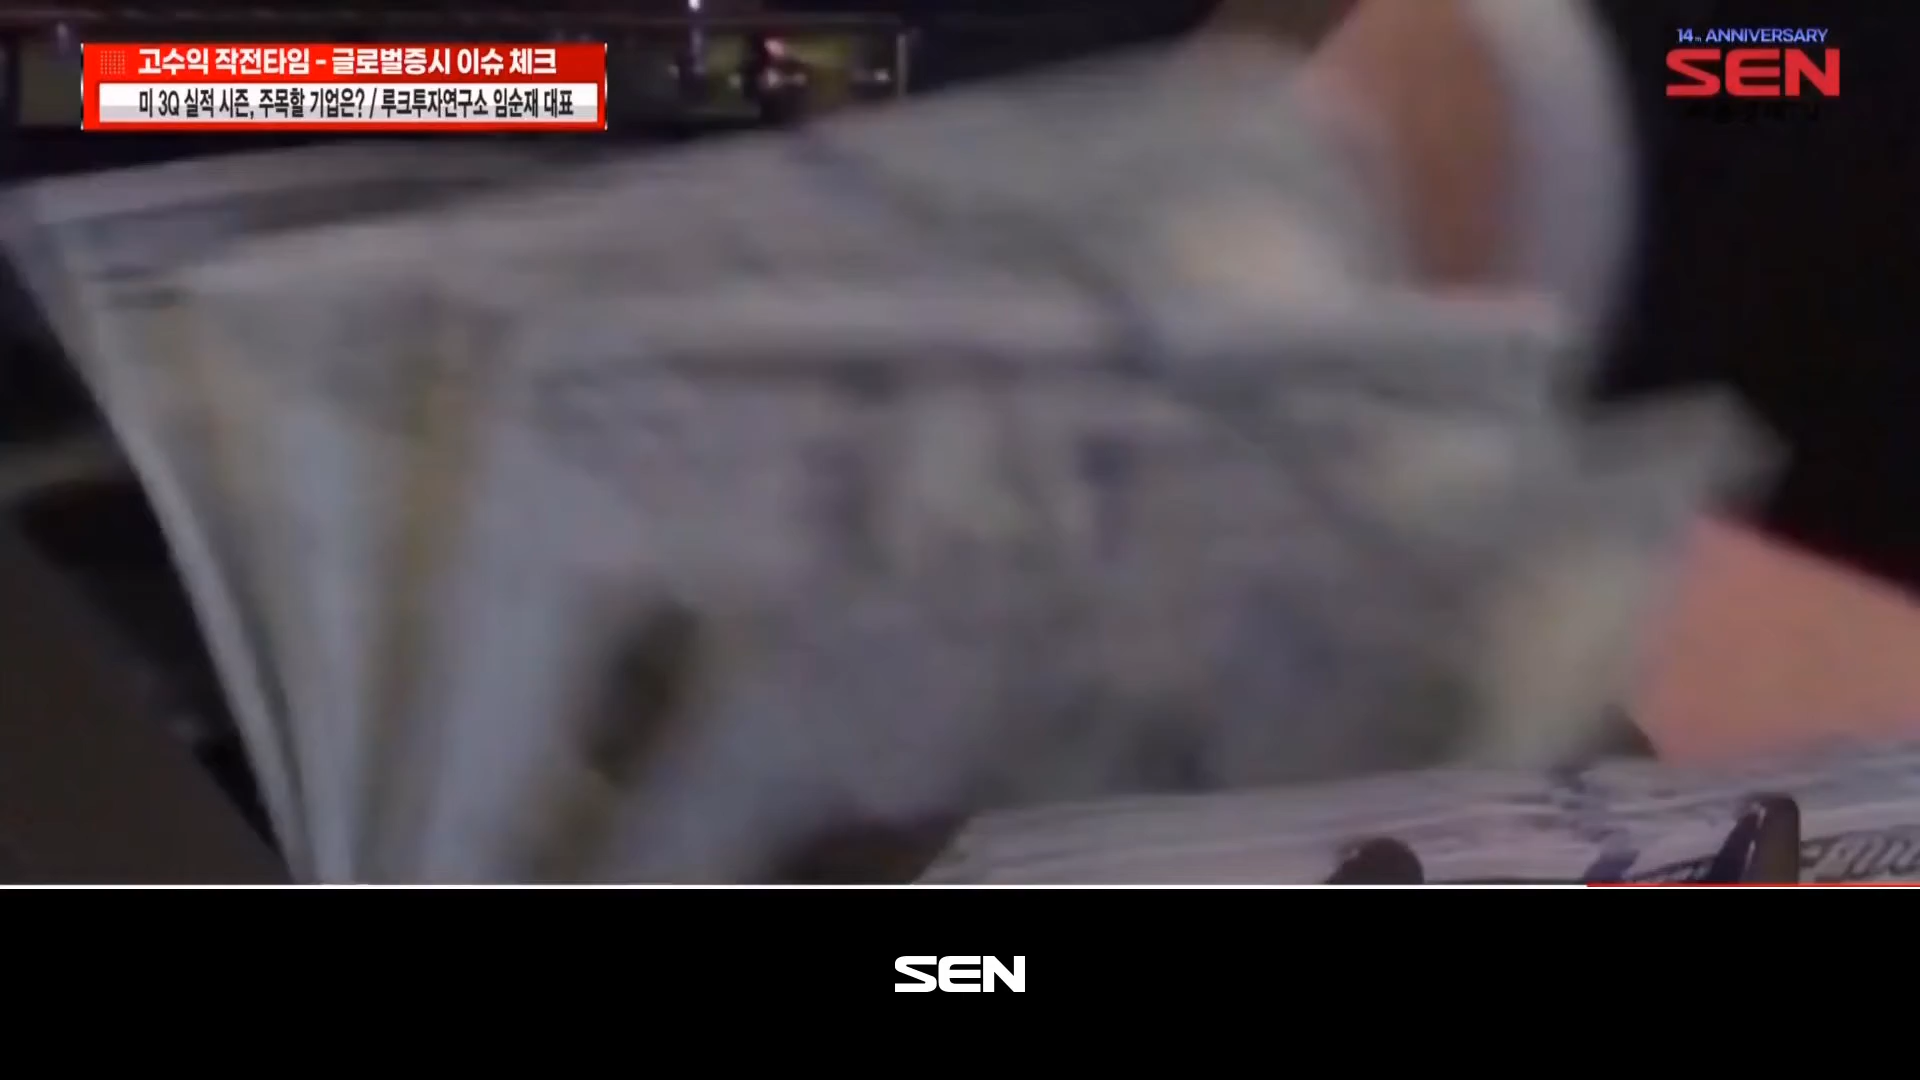 고수익 작전타임 - 글로벌증시 이슈 체크
미 3Q 실적 시즌, 주목할 기업은? / 루크투자연구소 임순재 대표
14th ANNIVERSARY
SEN
SEN